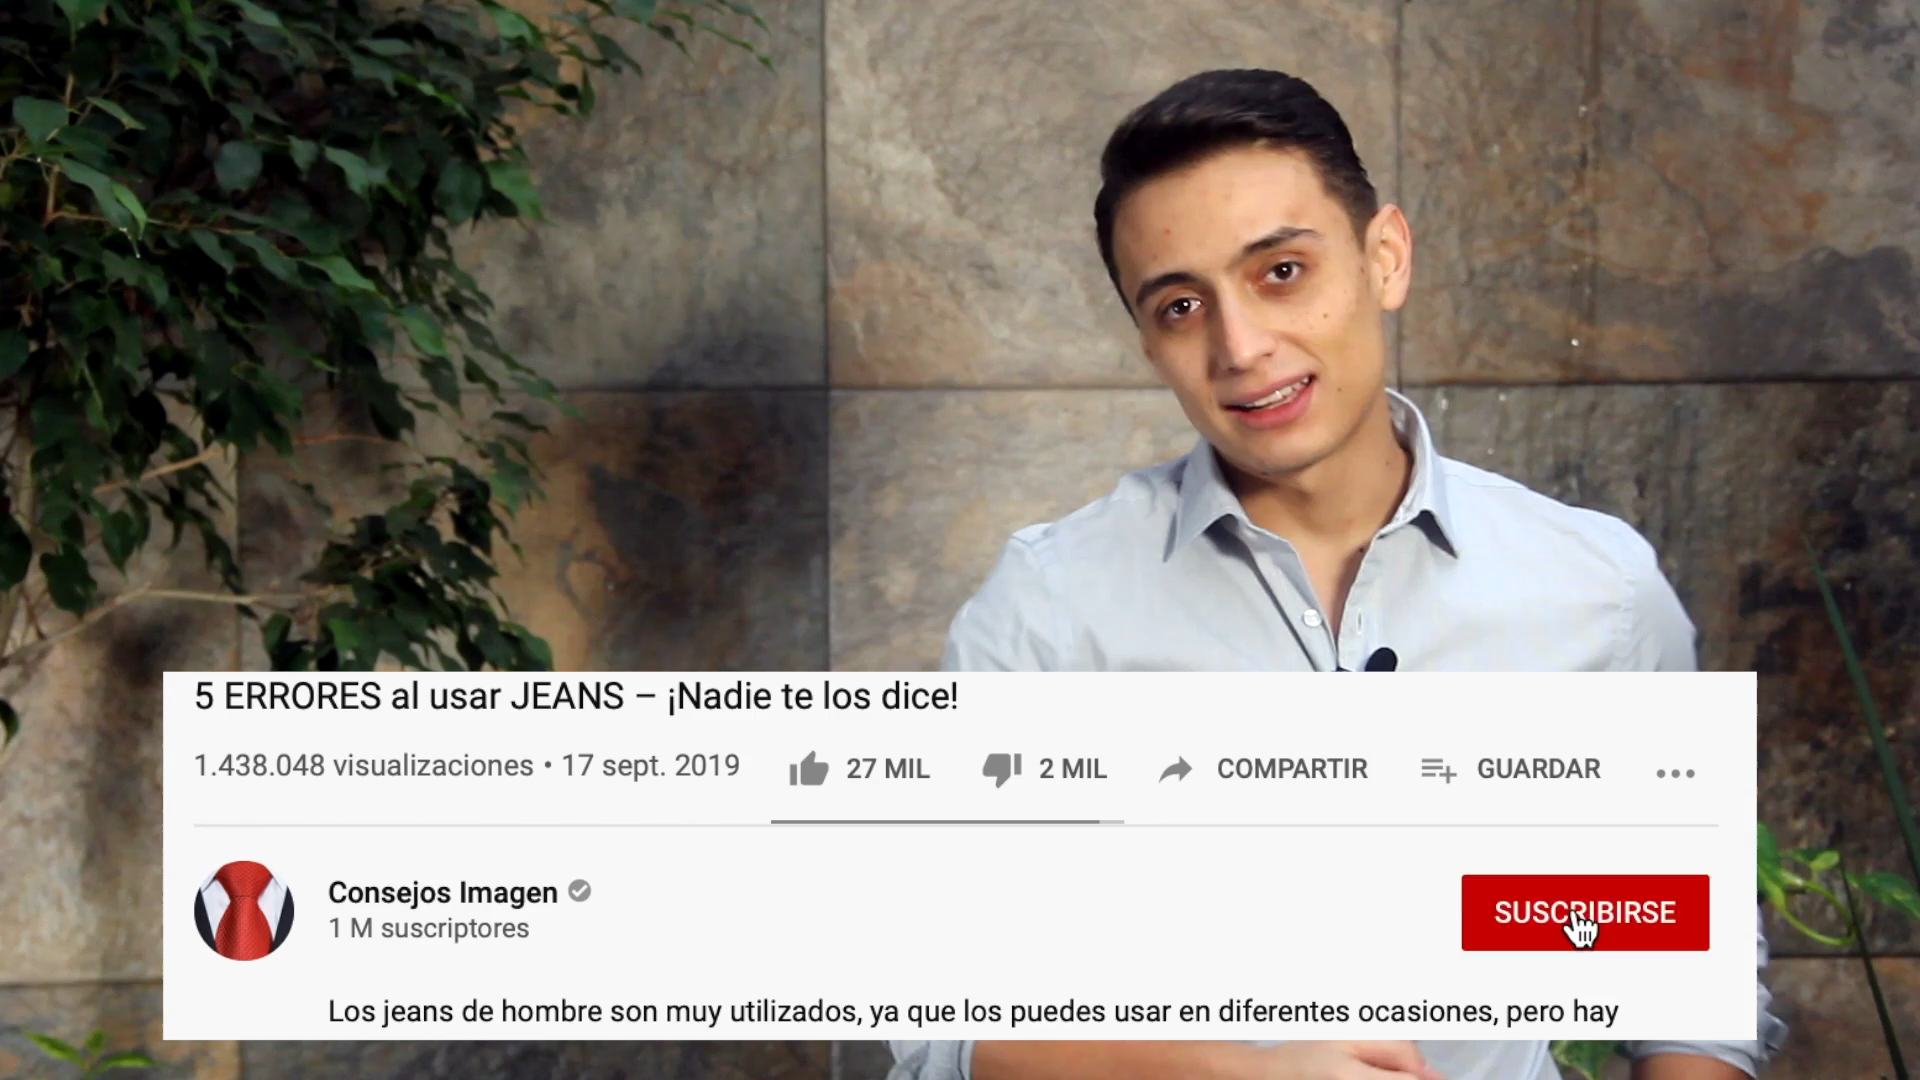 5 ERRORES al usar JEANS – ¡Nadie te los dice!
1.438.048 visualizaciones • 17 sept. 2019 27 MIL 2 MIL COMPARTIR GUARDAR
Consejos Imagen
1 M suscriptores
SUSCRIBIRSE
Los jeans de hombre son muy utilizados, ya que los puedes usar en diferentes ocasiones, pero hay